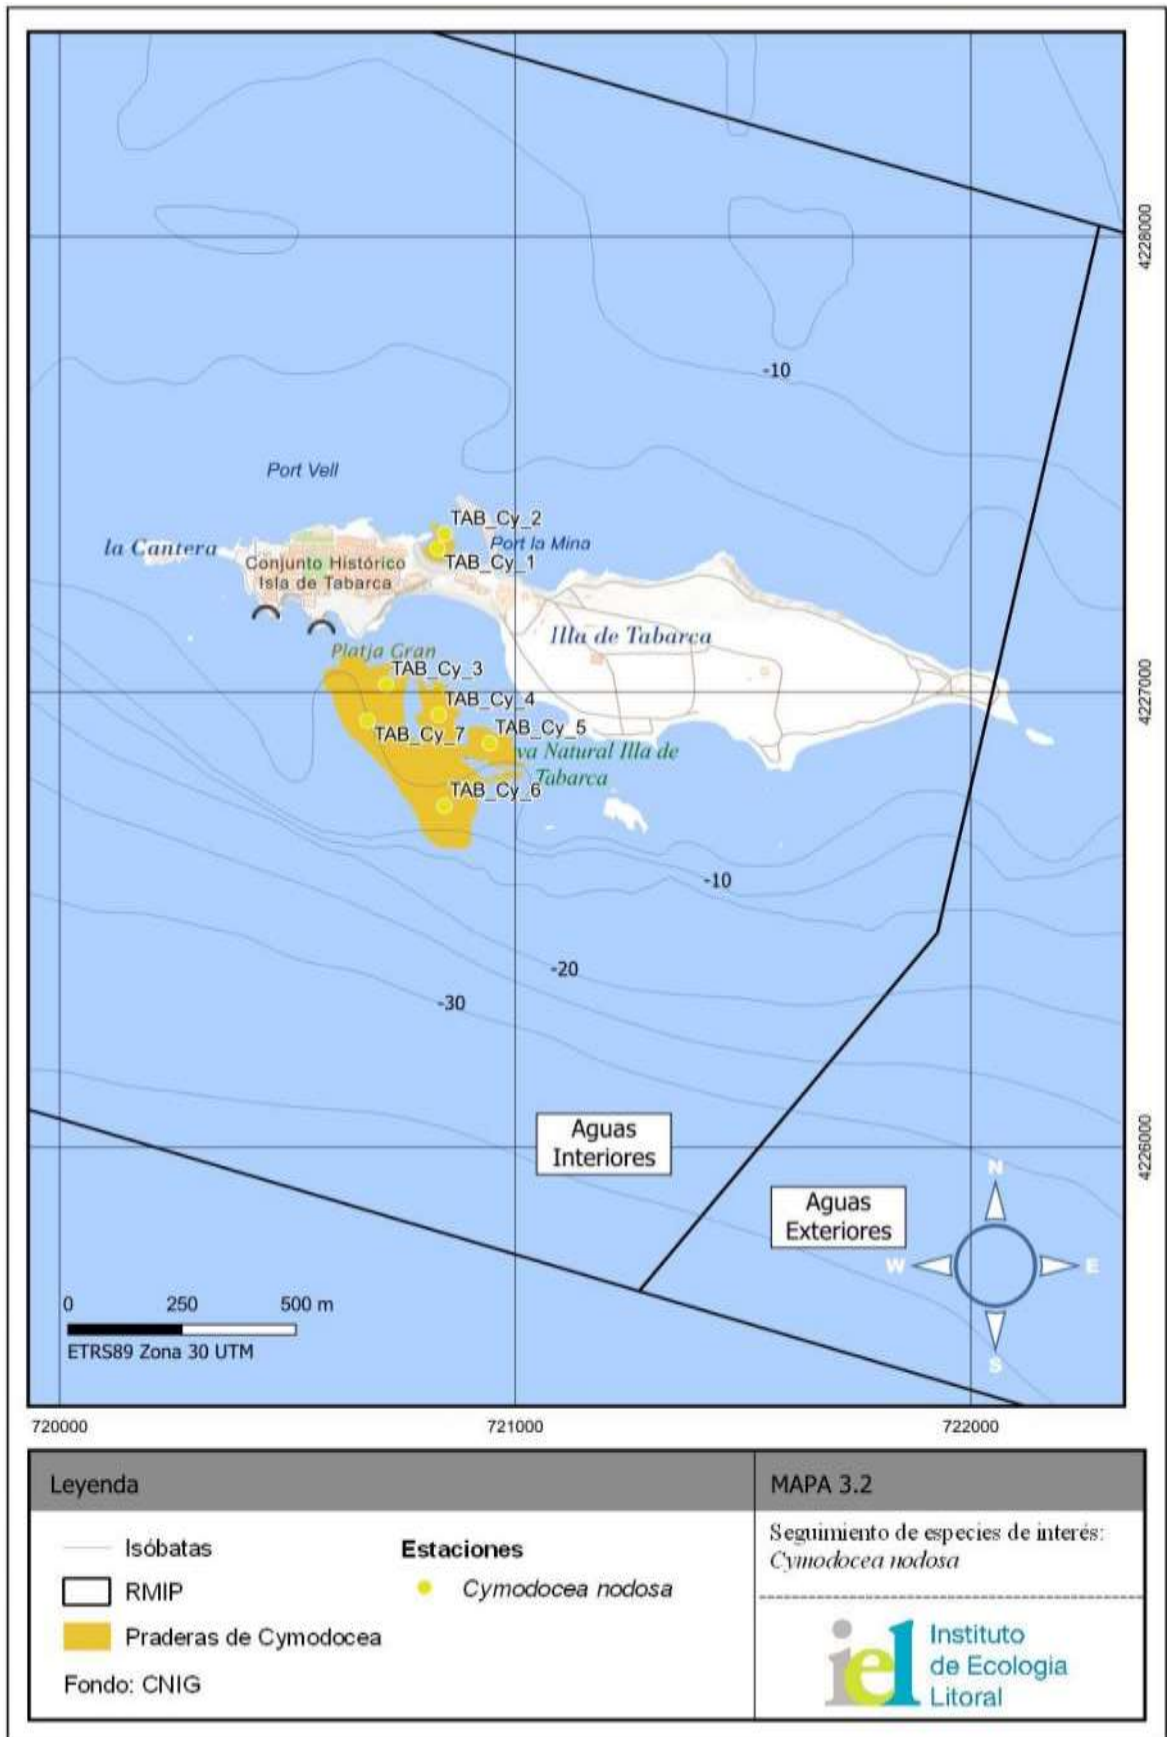 4228000
-10
Port Vell
TAB_Cy_2
la Cantera
Port la Mina
Conjunto Histórico
Isla de Tabarca
TAB_Cy_1
Illa de Tabarca
Platja Gran
TAB_Cy_3
4227000
TAB_Cy_4
TAB_Cy_7
TAB_Cy_5
va Natural Illa de
Tabarca
TAB_Cy_6
-10
-20
-30
Aguas
Interiores
4226000
N
Aguas
Exteriores
W
E
S
0 250 500 m
ETRS89 Zona 30 UTM
720000 721000 722000
Leyenda
MAPA 3.2
Isóbatas
RMIP
Praderas de Cymodocea
Fondo: CNIG
Estaciones
Cymodocea nodosa
Seguimiento de especies de interés:
Cymodocea nodosa
iel
Instituto
de Ecologia
Litoral